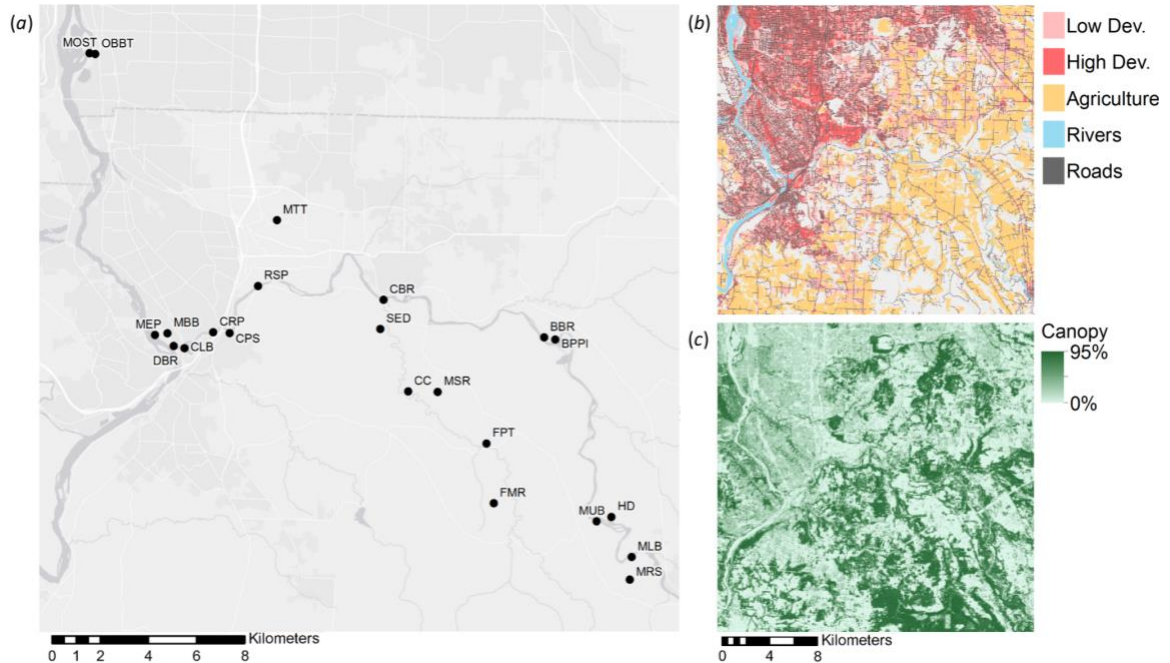 (a)
MOST OBBT
MTT
RSP
CBR
SED
MEP MBB CRP
DBR CLB CPS
BBR
BPPI
CC MSR
FPT
FMR
MUB HD
MLB
MRS
Kilometers
0 1 2 4 6 8
(b)
Low Dev.
High Dev.
Agriculture
Rivers
Roads
(c)
Canopy
95%
0%
Kilometers
0 2 4 8